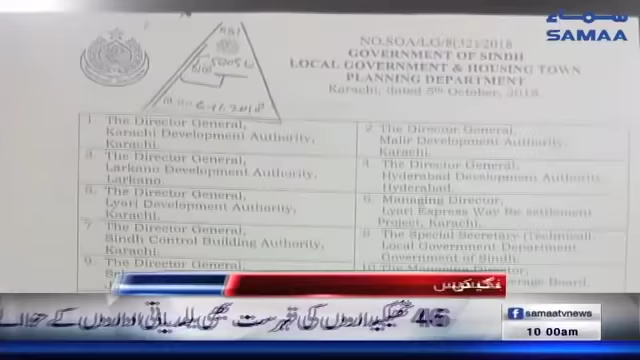 سماء
SAMAA
NO.SOA/LG/8(32)/2018
GOVERNMENT OF SINDH
LOCAL GOVERNMENT & HOUSING TOWN
PLANNING DEPARTMENT
Karachi, dated 5th October, 2018
1 The Director General,
Karachi Development Authority,
Karachi.
2. The Director General,
Malir Development Authority,
Karachi.
3. The Director General,
Larkano Development Authority,
Larkano.
4. The Director General,
Hyderabad Development Authority,
Hyderabad.
5. The Director General,
Lyari Development Authority,
Karachi.
6. Managing Director,
Lyari Express Way Re settlement
Project, Karachi.
7 The Director General,
Sindh Control Building Authority,
Karachi.
8 The Special Secretary (Technical)
Local Government Department
Government of Sindh.
9. The Director General
10. The Managing Director,
erage Board,
46 ٹھیکیداروں کی فہرست بھی بلدیاتی اداروں کے حوالے
samaatvnews
10 00am